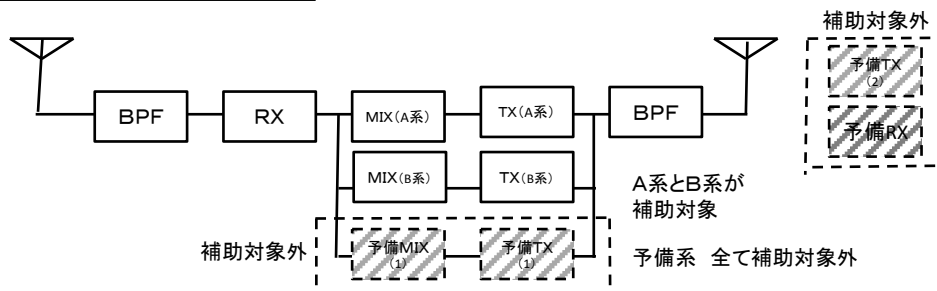 補助対象外
予備TX
(2)
予備RX
BPF
RX
MIX(A系)
TX(A系)
BPF
MIX(B系)
TX(B系)
A系とB系が
補助対象
補助対象外
予備MIX
(1)
予備TX
(1)
予備系 全て補助対象外